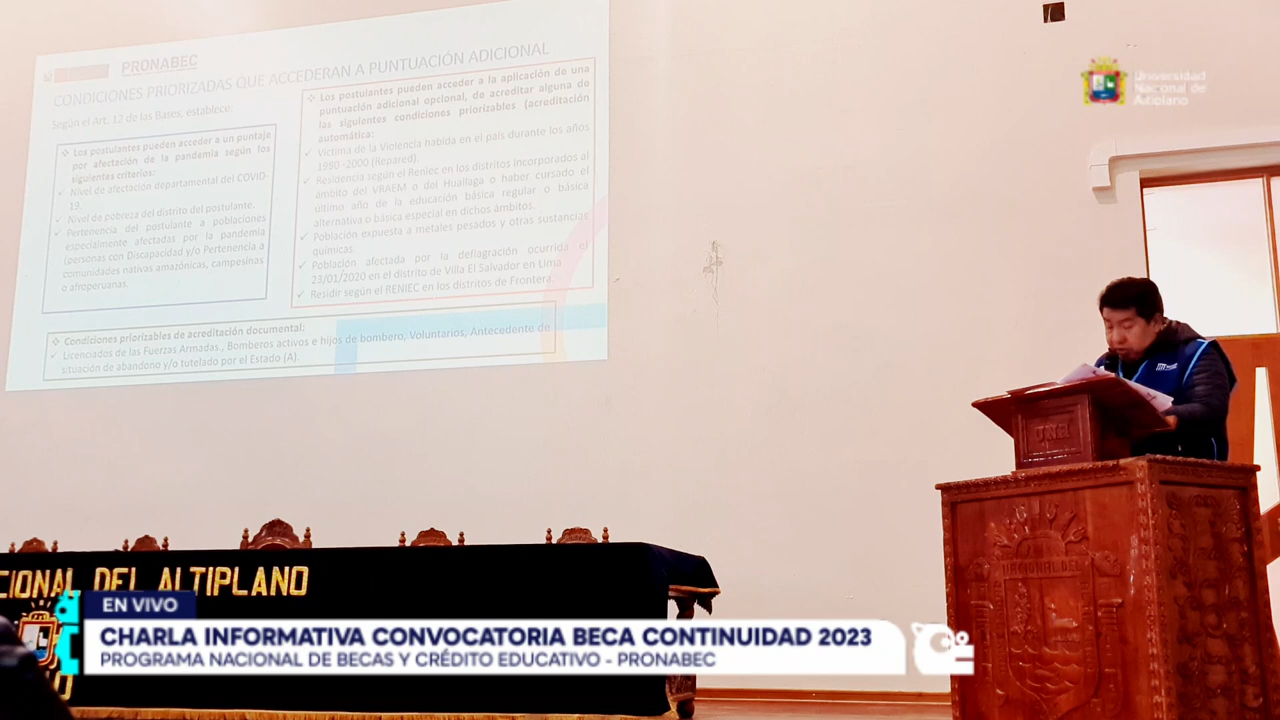 PRONABEC
CONDICIONES PRIORIZADAS QUE ACCEDERAN A PUNTUACIÓN ADICIONAL
Según el Art. 12 de las Bases, establece:
❖ Los postulantes pueden acceder a un puntaje
por afectación de la pandemia según los
siguientes criterios:
✓ Nivel de afectación departamental del COVID-
19.
✓ Nivel de pobreza del distrito del postulante.
✓ Pertenencia del postulante a poblaciones
especialmente afectadas por la pandemia
(personas con Discapacidad y/o Pertenencia a
comunidades nativas amazónicas, campesinas
o afroperuanas.
❖ Los postulantes pueden acceder a la aplicación de una
puntuación adicional opcional, de acreditar alguna de
las siguientes condiciones priorizables (acreditación
automática:
✓ Víctima de la Violencia habida en el país durante los años
1980 -2000 (Repared).
✓ Residencia según el Reniec en los distritos incorporados al
ámbito del VRAEM o del Huallaga o haber cursado el
último año de la educación básica regular o básica
alternativa o básica especial en dichos ámbitos.
✓ Población expuesta a metales pesados y otras sustancias
químicas.
✓ Población afectada por la deflagración ocurrida el
23/01/2020 en el distrito de Villa El Salvador en Lima
✓ Residir según el RENIEC en los distritos de Frontera.
❖ Condiciones priorizables de acreditación documental:
✓ Licenciados de las Fuerzas Armadas., Bomberos activos e hijos de bombero, Voluntarios, Antecedente de
situación de abandono y/o tutelado por el Estado (A).
Universidad
Nacional del
Altiplano
UNA
NACIONAL DEL
CIONAL DEL ALTIPLANO
EN VIVO
CHARLA INFORMATIVA CONVOCATORIA BECA CONTINUIDAD 2023
PROGRAMA NACIONAL DE BECAS Y CRÉDITO EDUCATIVO - PRONABEC